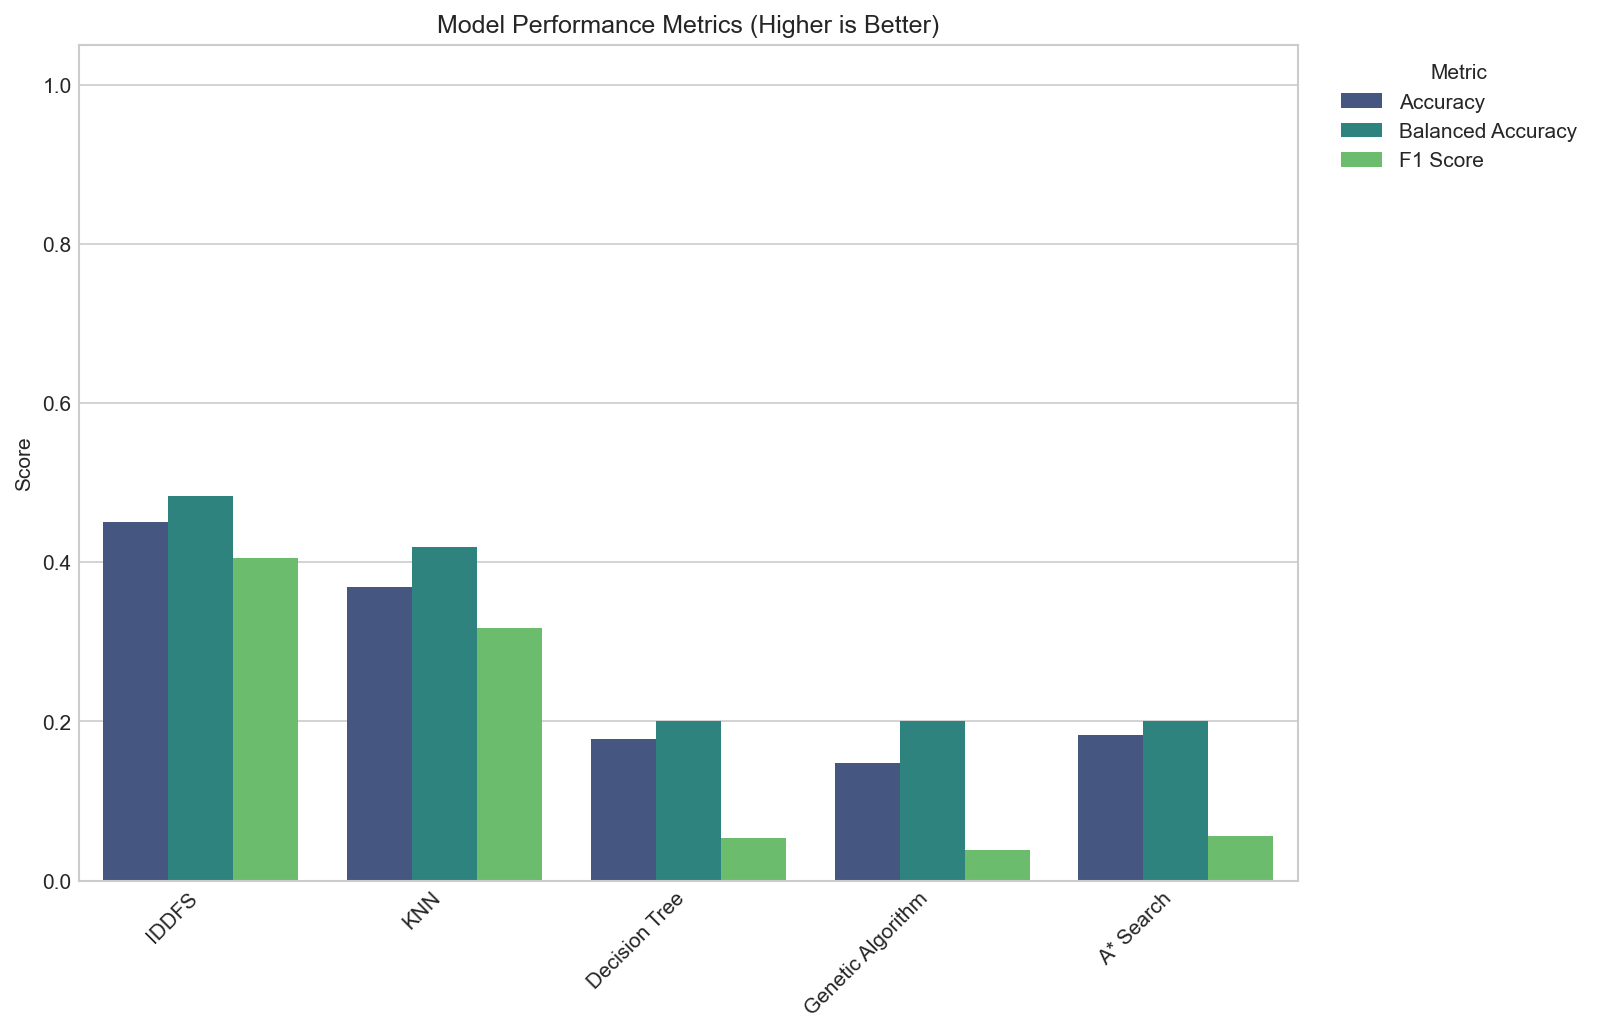 Model Performance Metrics (Higher is Better)
Metric
Accuracy
Balanced Accuracy
F1 Score
Score
1.0
0.8
0.6
0.4
0.2
0.0
IDDFS
KNN
Decision Tree
Genetic Algorithm
A* Search